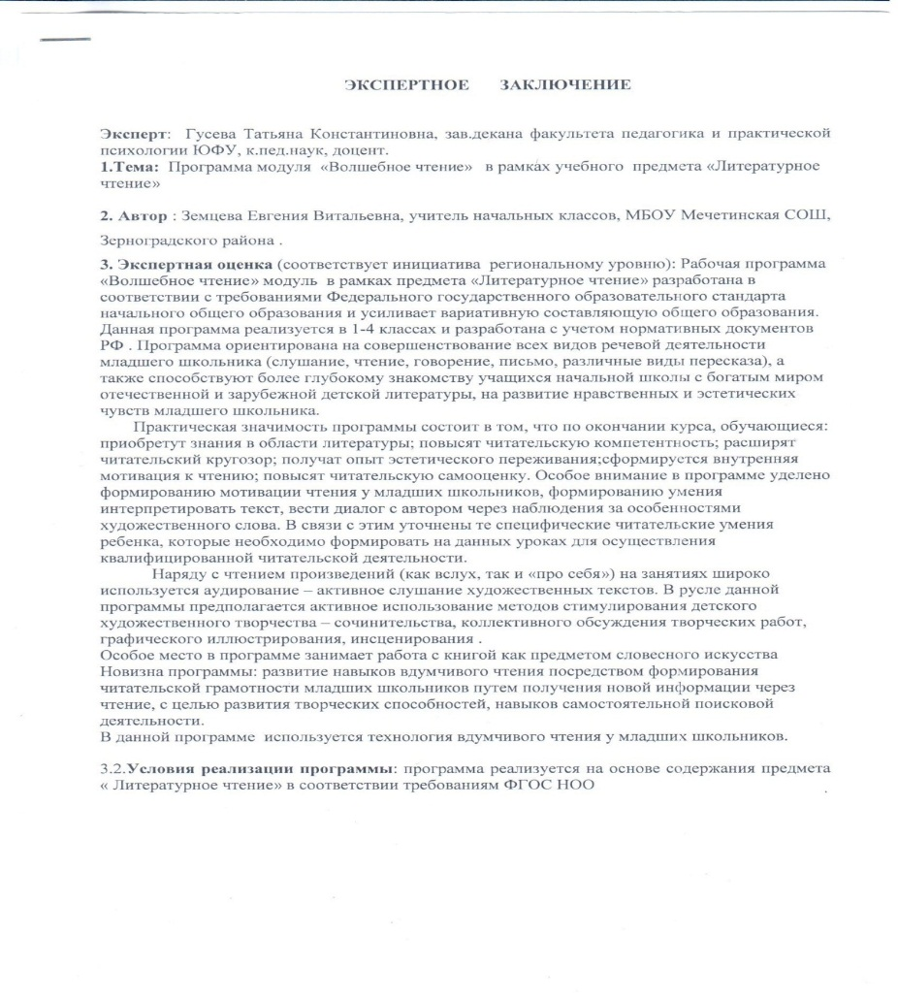 ЭКСПЕРТНОЕ ЗАКЛЮЧЕНИЕ
Эксперт: Гусева Татьяна Константиновна, зав.декана факультета педагогика и практической
психологии ЮФУ, к.пед.наук, доцент.
1.Тема: Программа модуля «Волшебное чтение» в рамках учебного предмета «Литературное
чтение»
2. Автор : Земцева Евгения Витальевна, учитель начальных классов, МБОУ Мечетинская СОШ,
Зерноградского района .
3. Экспертная оценка (соответствует инициатива региональному уровню): Рабочая программа
«Волшебное чтение» модуль в рамках предмета «Литературное чтение» разработана в
соответствии с требованиями Федерального государственного образовательного стандарта
начального общего образования и усиливает вариативную составляющую общего образования.
Данная программа реализуется в 1-4 классах и разработана с учетом нормативных документов
РФ . Программа ориентирована на совершенствование всех видов речевой деятельности
младшего школьника (слушание, чтение, говорение, письмо, различные виды пересказа), а
также способствуют более глубокому знакомству учащихся начальной школы с богатым миром
отечественной и зарубежной детской литературы, на развитие нравственных и эстетических
чувств младшего школьника.
Практическая значимость программы состоит в том, что по окончании курса, обучающиеся:
приобретут знания в области литературы; повысят читательскую компетентность; расширят
читательский кругозор; получат опыт эстетического переживания;сформируется внутренняя
мотивация к чтению; повысят читательскую самооценку. Особое внимание в программе уделено
формированию мотивации чтения у младших школьников, формированию умения
интерпретировать текст, вести диалог с автором через наблюдения за особенностями
художественного слова. В связи с этим уточнены те специфические читательские умения
ребенка, которые необходимо формировать на данных уроках для осуществления
квалифицированной читательской деятельности.
Наряду с чтением произведений (как вслух, так и «про себя») на занятиях широко
используется аудирование – активное слушание художественных текстов. В русле данной
программы предполагается активное использование методов стимулирования детского
художественного творчества – сочинительства, коллективного обсуждения творческих работ,
графического иллюстрирования, инсценирования .
Особое место в программе занимает работа с книгой как предметом словесного искусства
Новизна программы: развитие навыков вдумчивого чтения посредством формирования
читательской грамотности младших школьников путем получения новой информации через
чтение, с целью развития творческих способностей, навыков самостоятельной поисковой
деятельности.
В данной программе используется технология вдумчивого чтения у младших школьников.
3.2.Условия реализации программы: программа реализуется на основе содержания предмета
« Литературное чтение» в соответствии требованиям ФГОС НОО